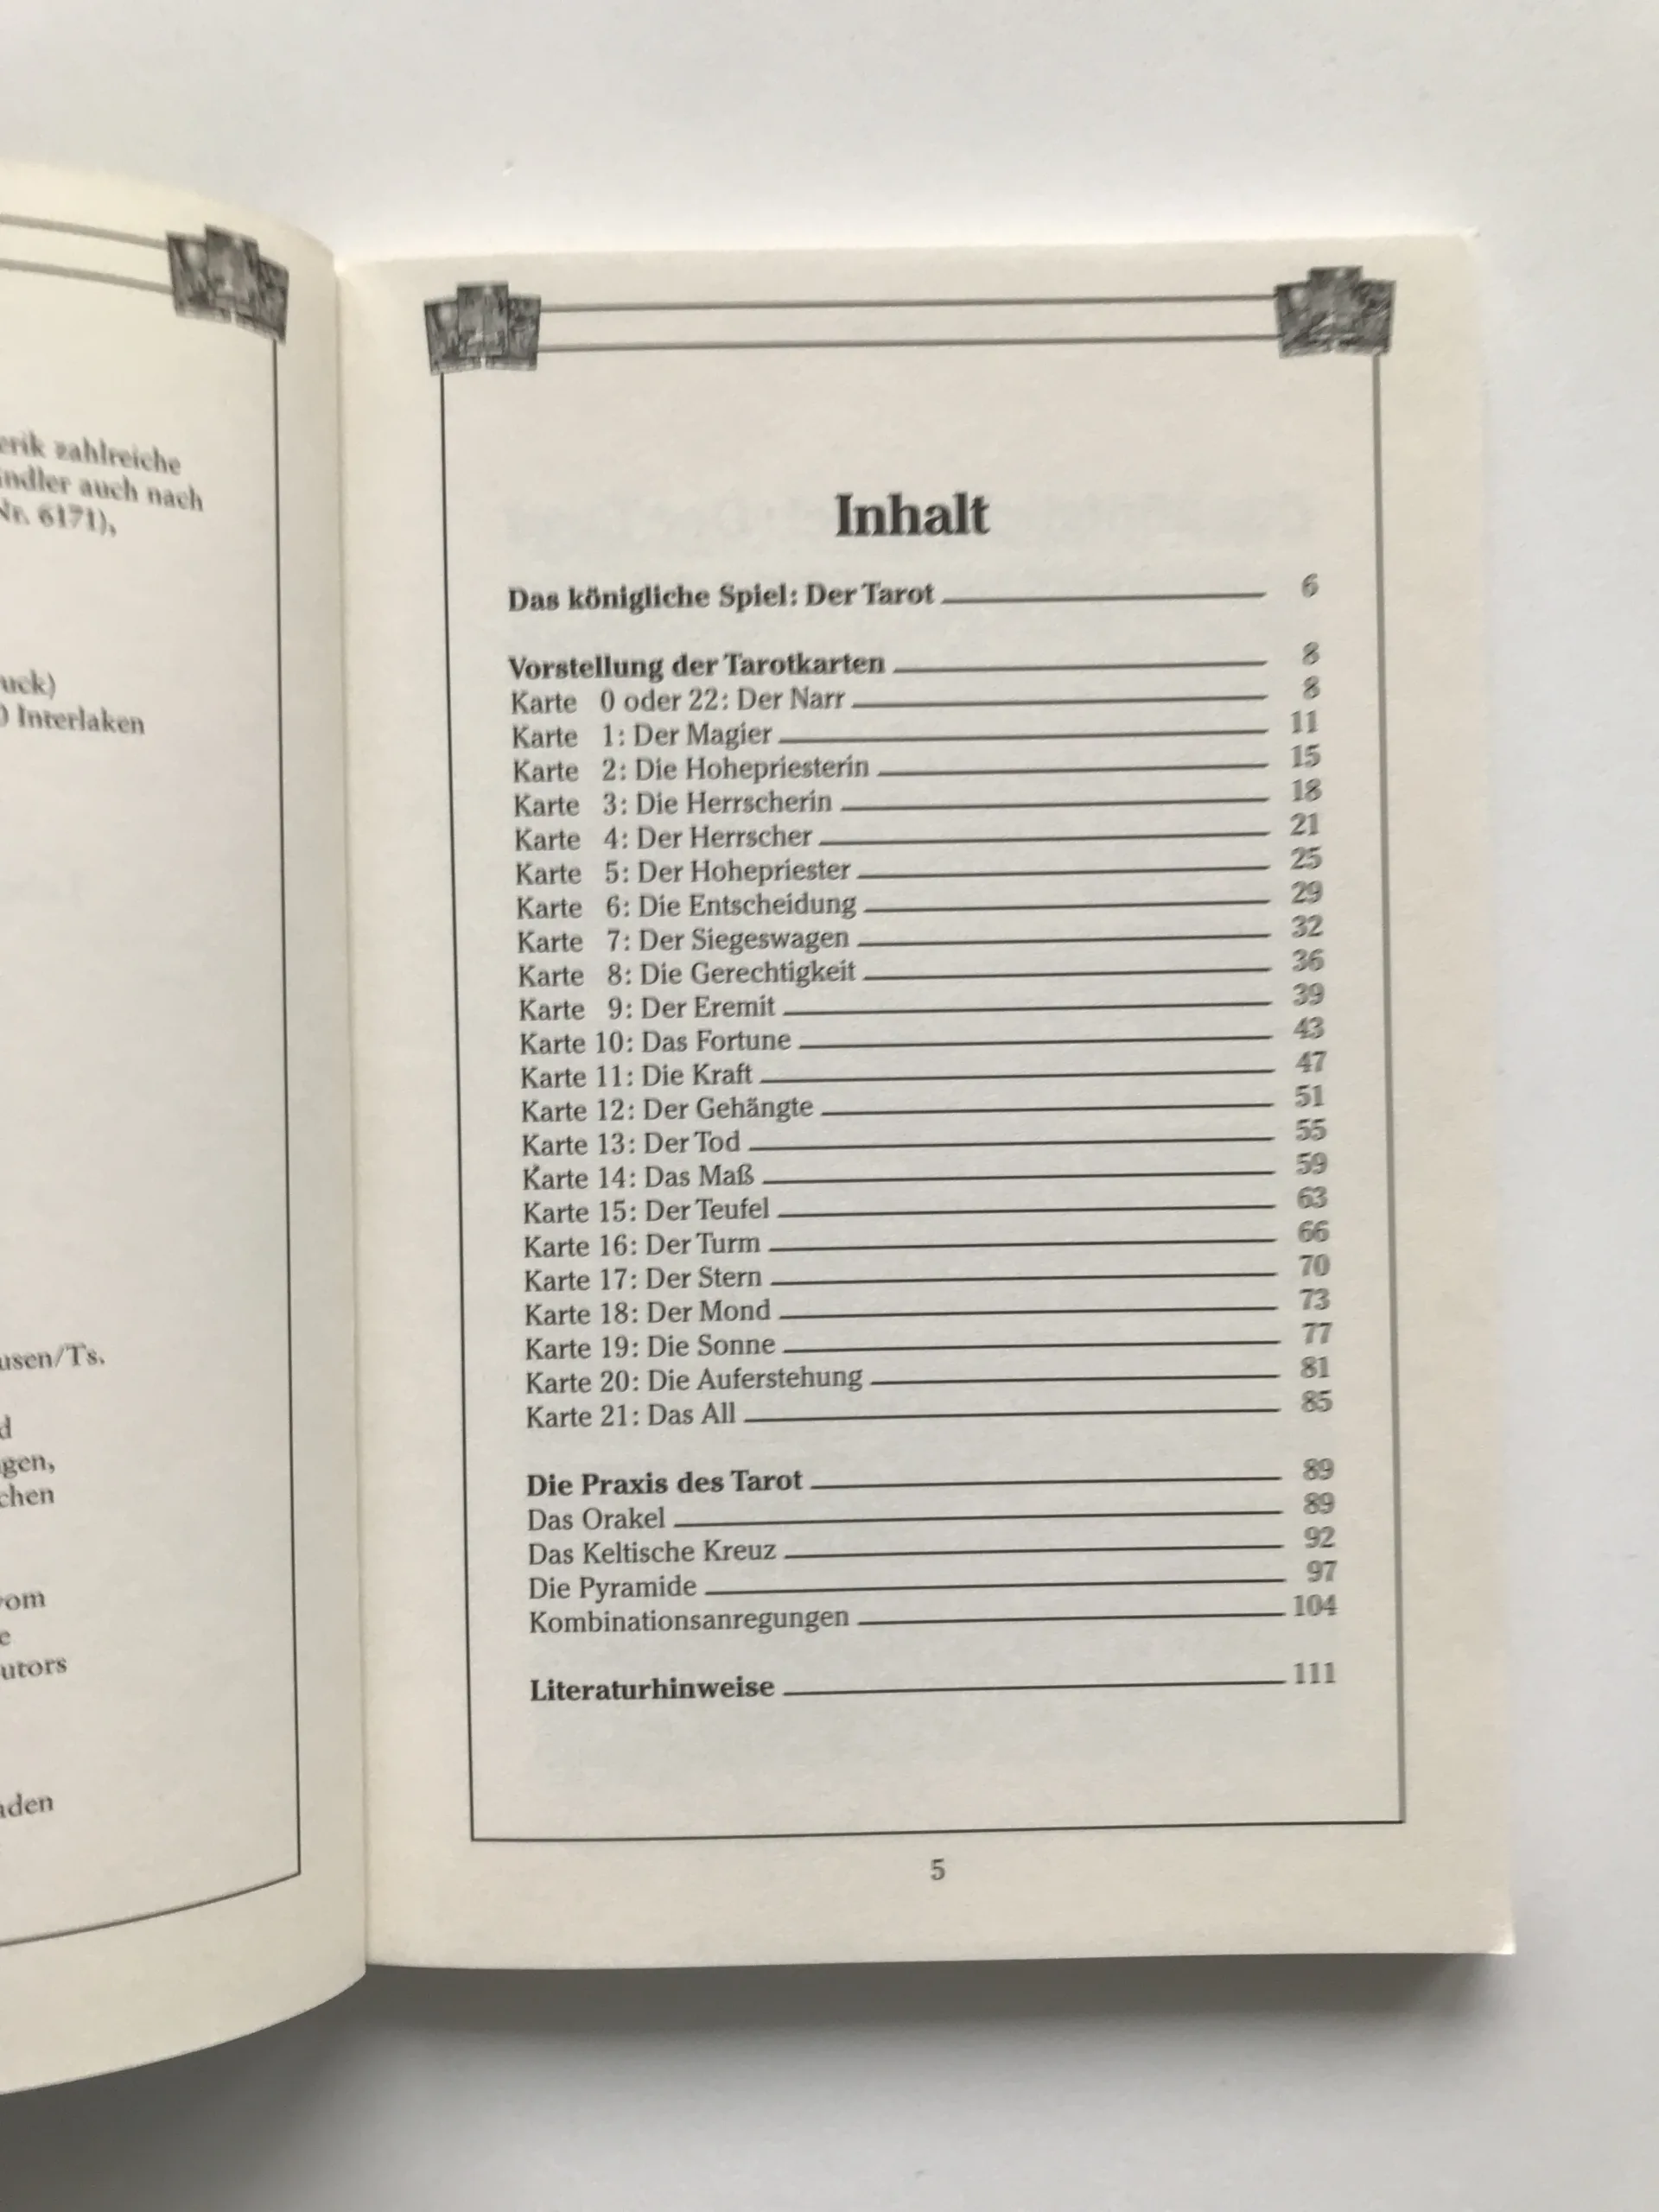 zahlreiche
auch nach
Nr. 6171),
Interlaken
Inhalt
Das königliche Spiel: Der Tarot 6
Vorstellung der Tarotkarten 8
Karte 0 oder 22: Der Narr 8
Karte 1: Der Magier 11
Karte 2: Die Hohepriesterin 15
Karte 3: Die Herrscherin 18
Karte 4: Der Herrscher 21
Karte 5: Der Hohepriester 25
Karte 6: Die Entscheidung 29
Karte 7: Der Siegeswagen 32
Karte 8: Die Gerechtigkeit 36
Karte 9: Der Eremit 39
Karte 10: Das Fortune 43
Karte 11: Die Kraft 47
Karte 12: Der Gehängte 51
Karte 13: Der Tod 55
Karte 14: Das Maß 59
Karte 15: Der Teufel 63
Karte 16: Der Turm 66
Karte 17: Der Stern 70
Karte 18: Der Mond 73
Karte 19: Die Sonne 77
Karte 20: Die Auferstehung 81
Karte 21: Das All 85
Die Praxis des Tarot 89
Das Orakel 89
Das Keltische Kreuz 92
Die Pyramide 97
Kombinationsanregungen 104
Literaturhinweise 111
5